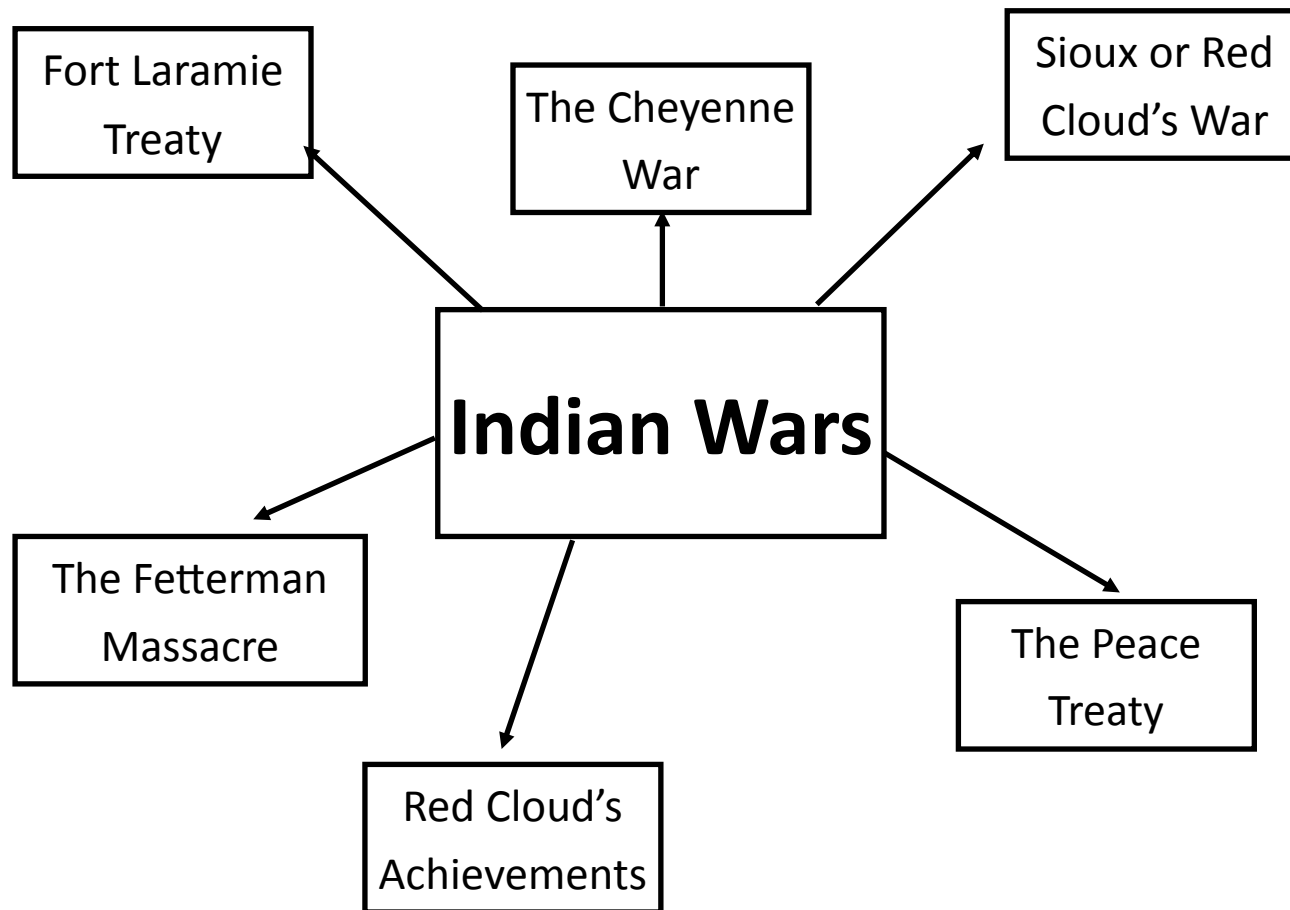 Fort Laramie
Treaty
The Cheyenne
War
Sioux or Red
Cloud’s War
Indian Wars
The Fetterman
Massacre
The Peace
Treaty
Red Cloud’s
Achievements